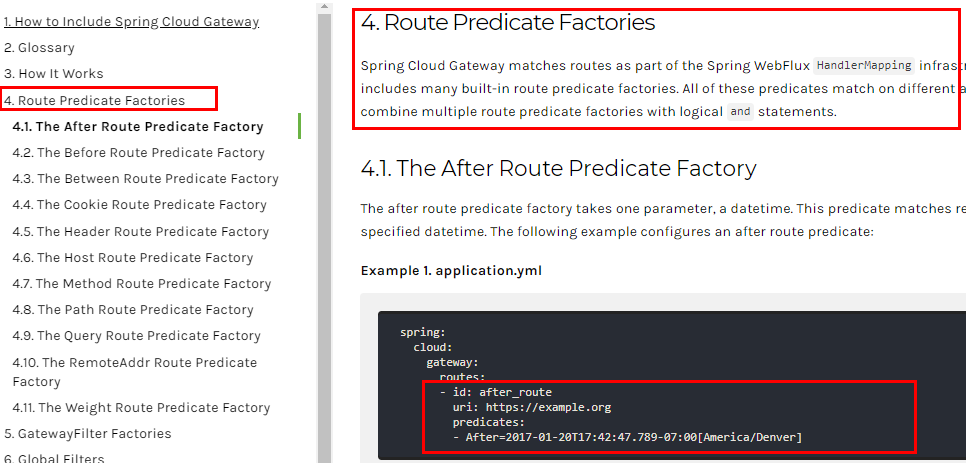 1. How to Include Spring Cloud Gateway
2. Glossary
3. How It Works
4. Route Predicate Factories
4.1. The After Route Predicate Factory
4.2. The Before Route Predicate Factory
4.3. The Between Route Predicate Factory
4.4. The Cookie Route Predicate Factory
4.5. The Header Route Predicate Factory
4.6. The Host Route Predicate Factory
4.7. The Method Route Predicate Factory
4.8. The Path Route Predicate Factory
4.9. The Query Route Predicate Factory
4.10. The RemoteAddr Route Predicate
Factory
4.11. The Weight Route Predicate Factory
5. GatewayFilter Factories
6. Global Filters
4. Route Predicate Factories
Spring Cloud Gateway matches routes as part of the Spring WebFlux HandlerMapping
includes many built-in route predicate factories. All of these predicates match on different
combine multiple route predicate factories with logical and statements.
4.1. The After Route Predicate Factory
The after route predicate factory takes one parameter, a datetime. This predicate matches
specified datetime. The following example configures an after route predicate:
Example 1. application.yml
spring:
cloud:
gateway:
routes:
- id: after_route
uri: https://example.org
predicates:
- After=2017-01-20T17:42:47.789-07:00[America/Denver]